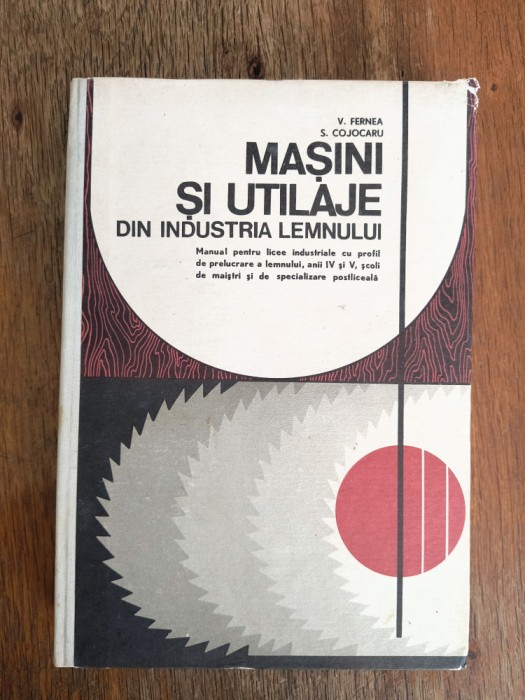 V. FERNEA
S. COJOCARU
MAȘINI
ȘI UTILAJE
DIN INDUSTRIA LEMNULUI
Manual pentru licee industriale cu profil
de prelucrare a lemnului, anii IV și V, școli
de maiștri și de specializare postliceală